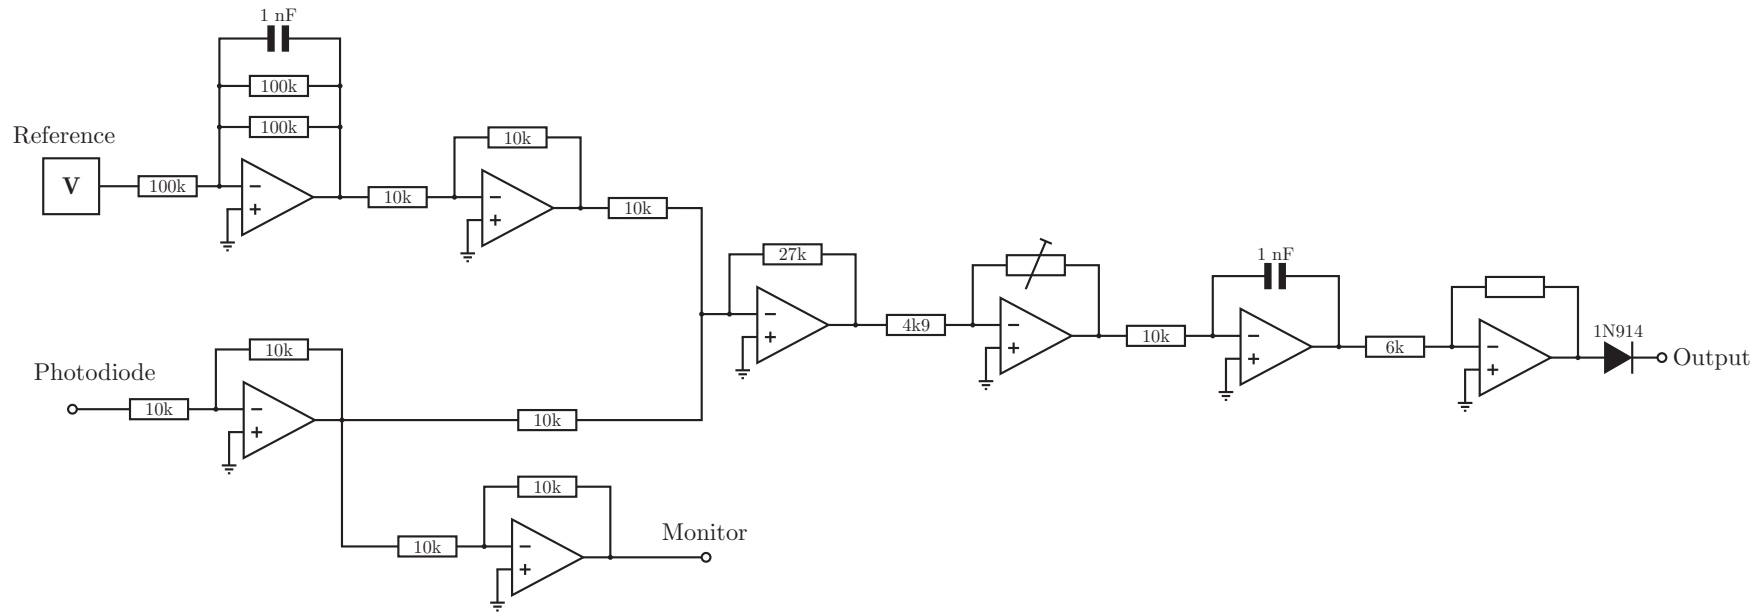 1 nF
100k
100k
Reference
V
100k
−
+
10k
10k
−
+
10k
27k
−
+
4k9
−
+
10k
1 nF
−
+
6k
−
+
1N914
Output
Photodiode
10k
10k
−
+
10k
10k
10k
−
+
Monitor